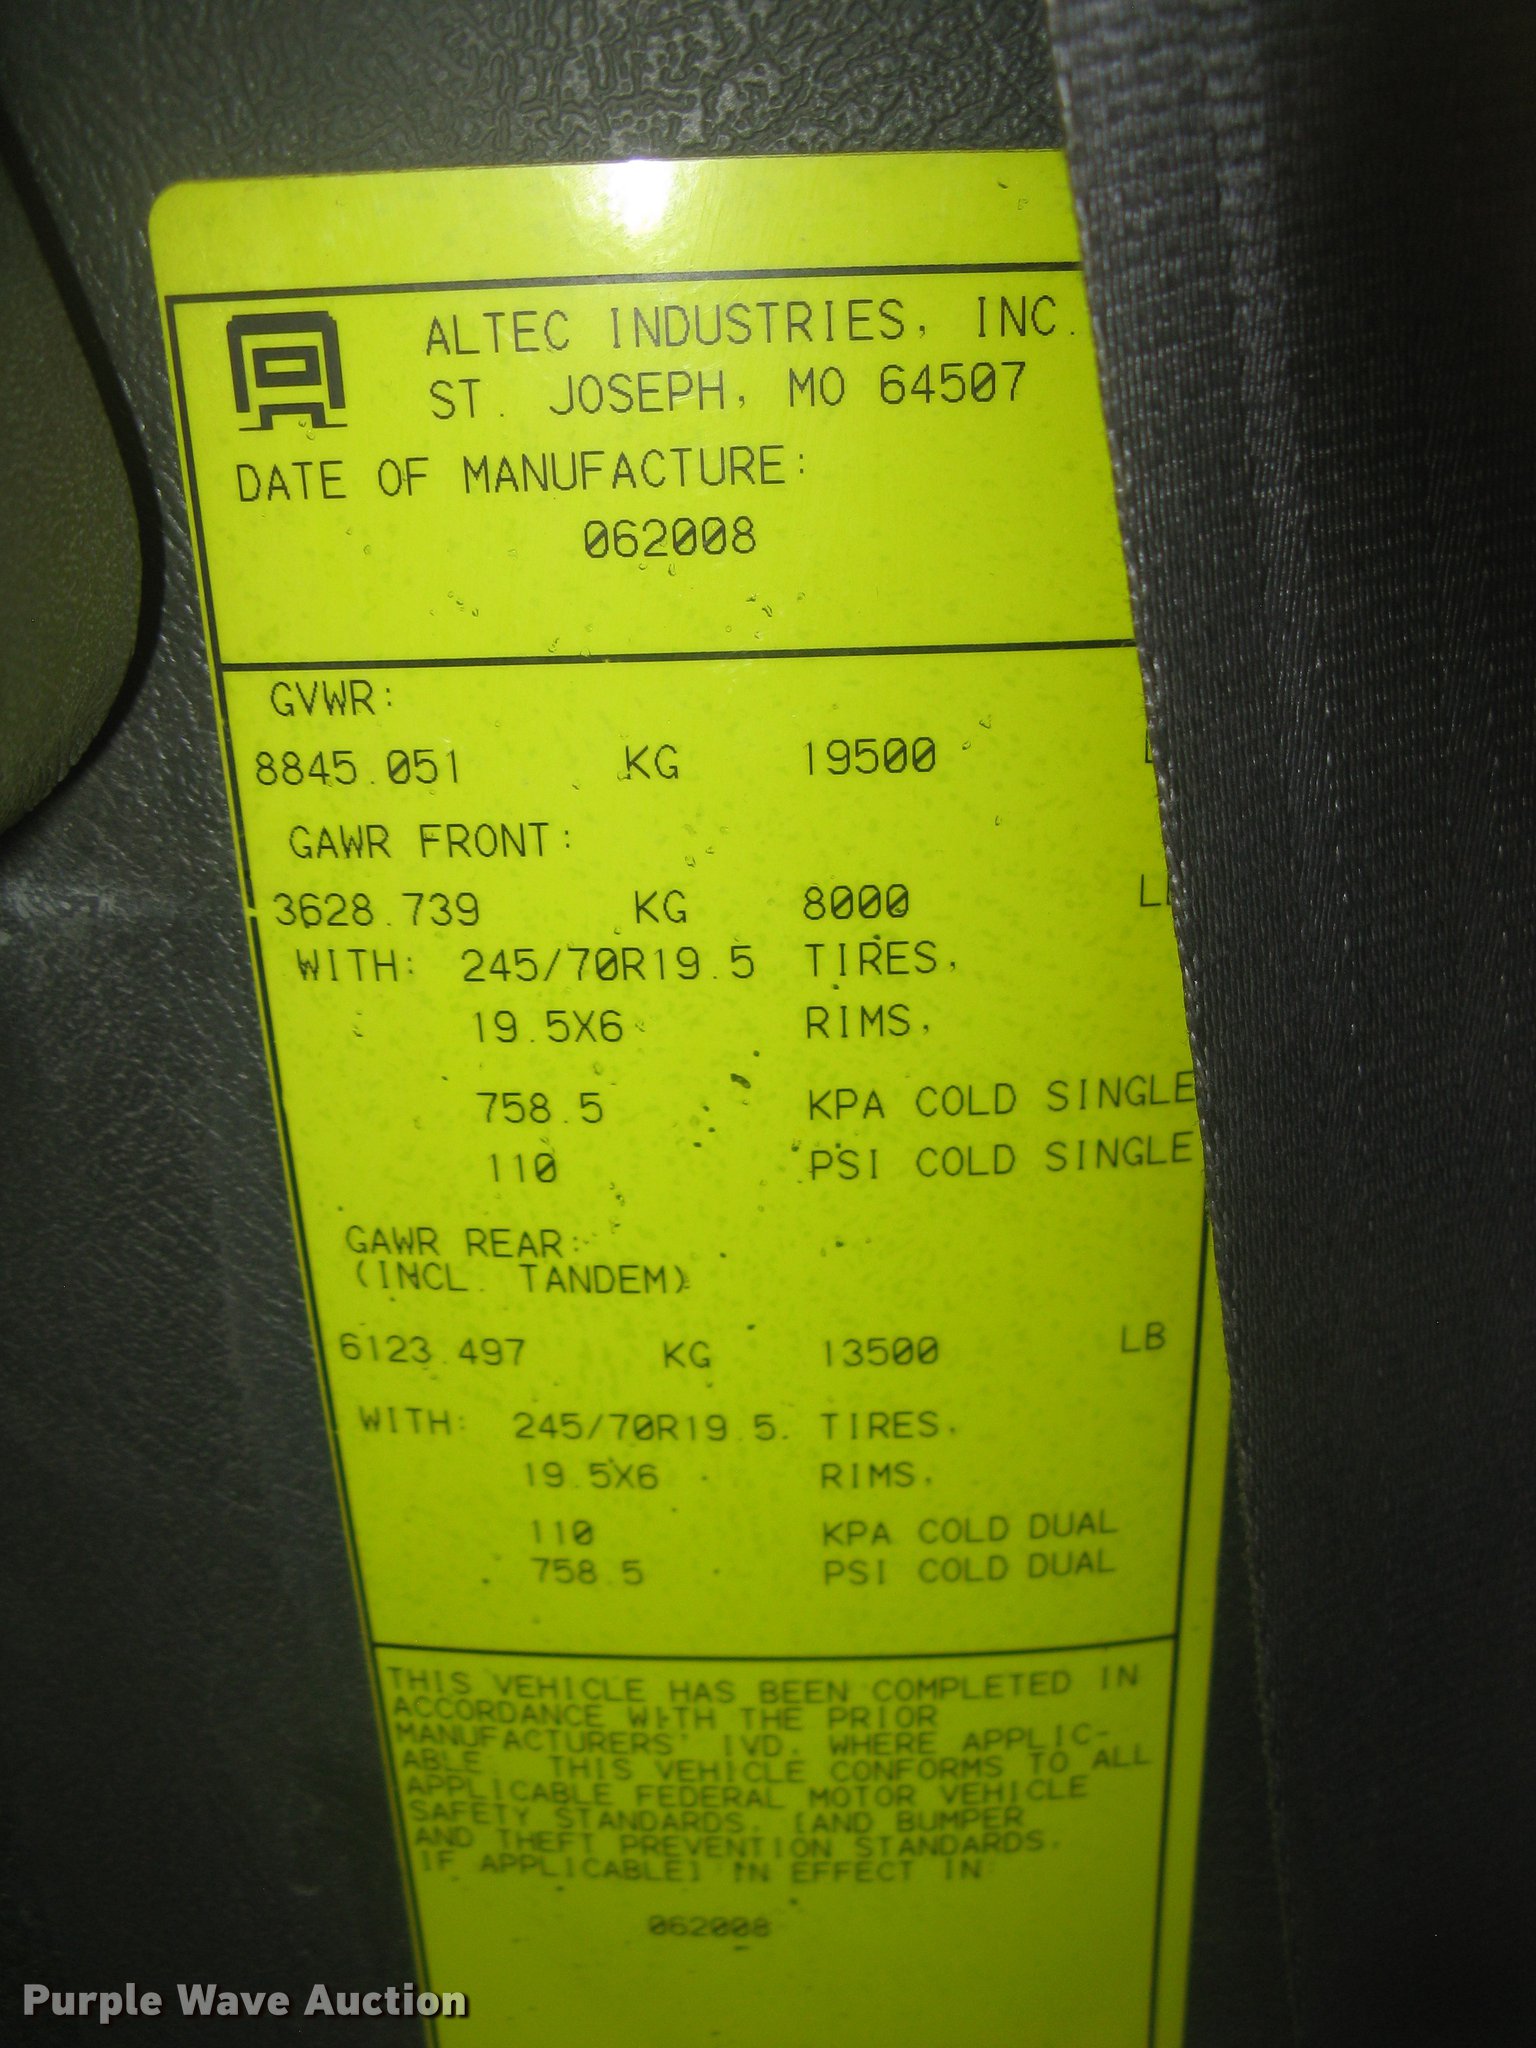 ALTEC INDUSTRIES, INC.
ST. JOSEPH, MO 64507
DATE OF MANUFACTURE:
062008
GVWR:
8845.051 KG 19500
GAWR FRONT:
3628.739 KG 8000 LB
WITH: 245/70R19.5 TIRES,
19.5X6 RIMS,
758.5 KPA COLD SINGLE
110 PSI COLD SINGLE
GAWR REAR:
(INCL. TANDEM)
6123.497 KG 13500 LB
WITH: 245/70R19.5. TIRES,
19.5X6 RIMS,
110 KPA COLD DUAL
758.5 PSI COLD DUAL
THIS VEHICLE HAS BEEN COMPLETED IN
ACCORDANCE WITH THE PRIOR
MANUFACTURERS' IVD, WHERE APPLIC-
ABLE. THIS VEHICLE CONFORMS TO ALL
APPLICABLE FEDERAL MOTOR VEHICLE
SAFETY STANDARDS, [AND BUMPER
AND THEFT PREVENTION STANDARDS,
IF APPLICABLE] IN EFFECT IN
062008
Purple Wave Auction